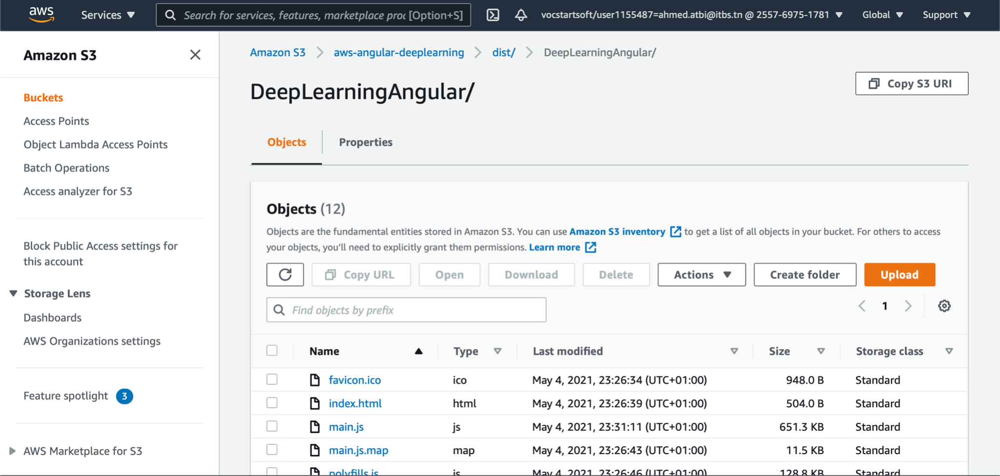 aws
Services
Search for services, features, marketplace proc [Option+S]
vocstartsoft/user1155487=ahmed.atbi@itbs.tn @ 2557-6975-1781
Global
Support
Amazon S3
Buckets
Access Points
Object Lambda Access Points
Batch Operations
Access analyzer for S3
Block Public Access settings for
this account
Storage Lens
Dashboards
AWS Organizations settings
Feature spotlight 3
AWS Marketplace for S3
Amazon S3 > aws-angular-deeplearning > dist/ > DeepLearningAngular/
DeepLearningAngular/
Copy S3 URI
Objects
Properties
Objects (12)
Objects are the fundamental entities stored in Amazon S3. You can use Amazon S3 inventory to get a list of all objects in your bucket. For others to access
your objects, you'll need to explicitly grant them permissions. Learn more
Copy URL
Open
Download
Delete
Actions
Create folder
Upload
Find objects by prefix
1
Name Type Last modified Size Storage class
favicon.ico ico May 4, 2021, 23:26:34 (UTC+01:00) 948.0 B Standard
index.html html May 4, 2021, 23:26:39 (UTC+01:00) 504.0 B Standard
main.js js May 4, 2021, 23:31:11 (UTC+01:00) 651.3 KB Standard
main.js.map map May 4, 2021, 23:26:43 (UTC+01:00) 11.5 KB Standard
polyfills.js js May 4, 2021, 23:26:46 (UTC+01:00) 128.8 KB Standard